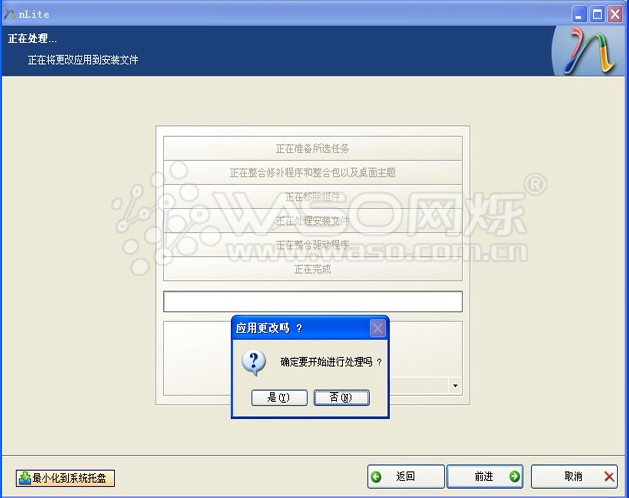 nLite
正在处理...
正在将更改应用到安装文件
正在准备所选任务
正在整合修补程序和整合包以及桌面主题
正在移除组件
正在处理安装文件
正在整合驱动程序
正在完成
WASO网烁®
www.waso.com.cn
应用更改吗 ?
确定要开始进行处理吗 ?
是(Y)
否(N)
最小化到系统托盘
返回
前进
取消